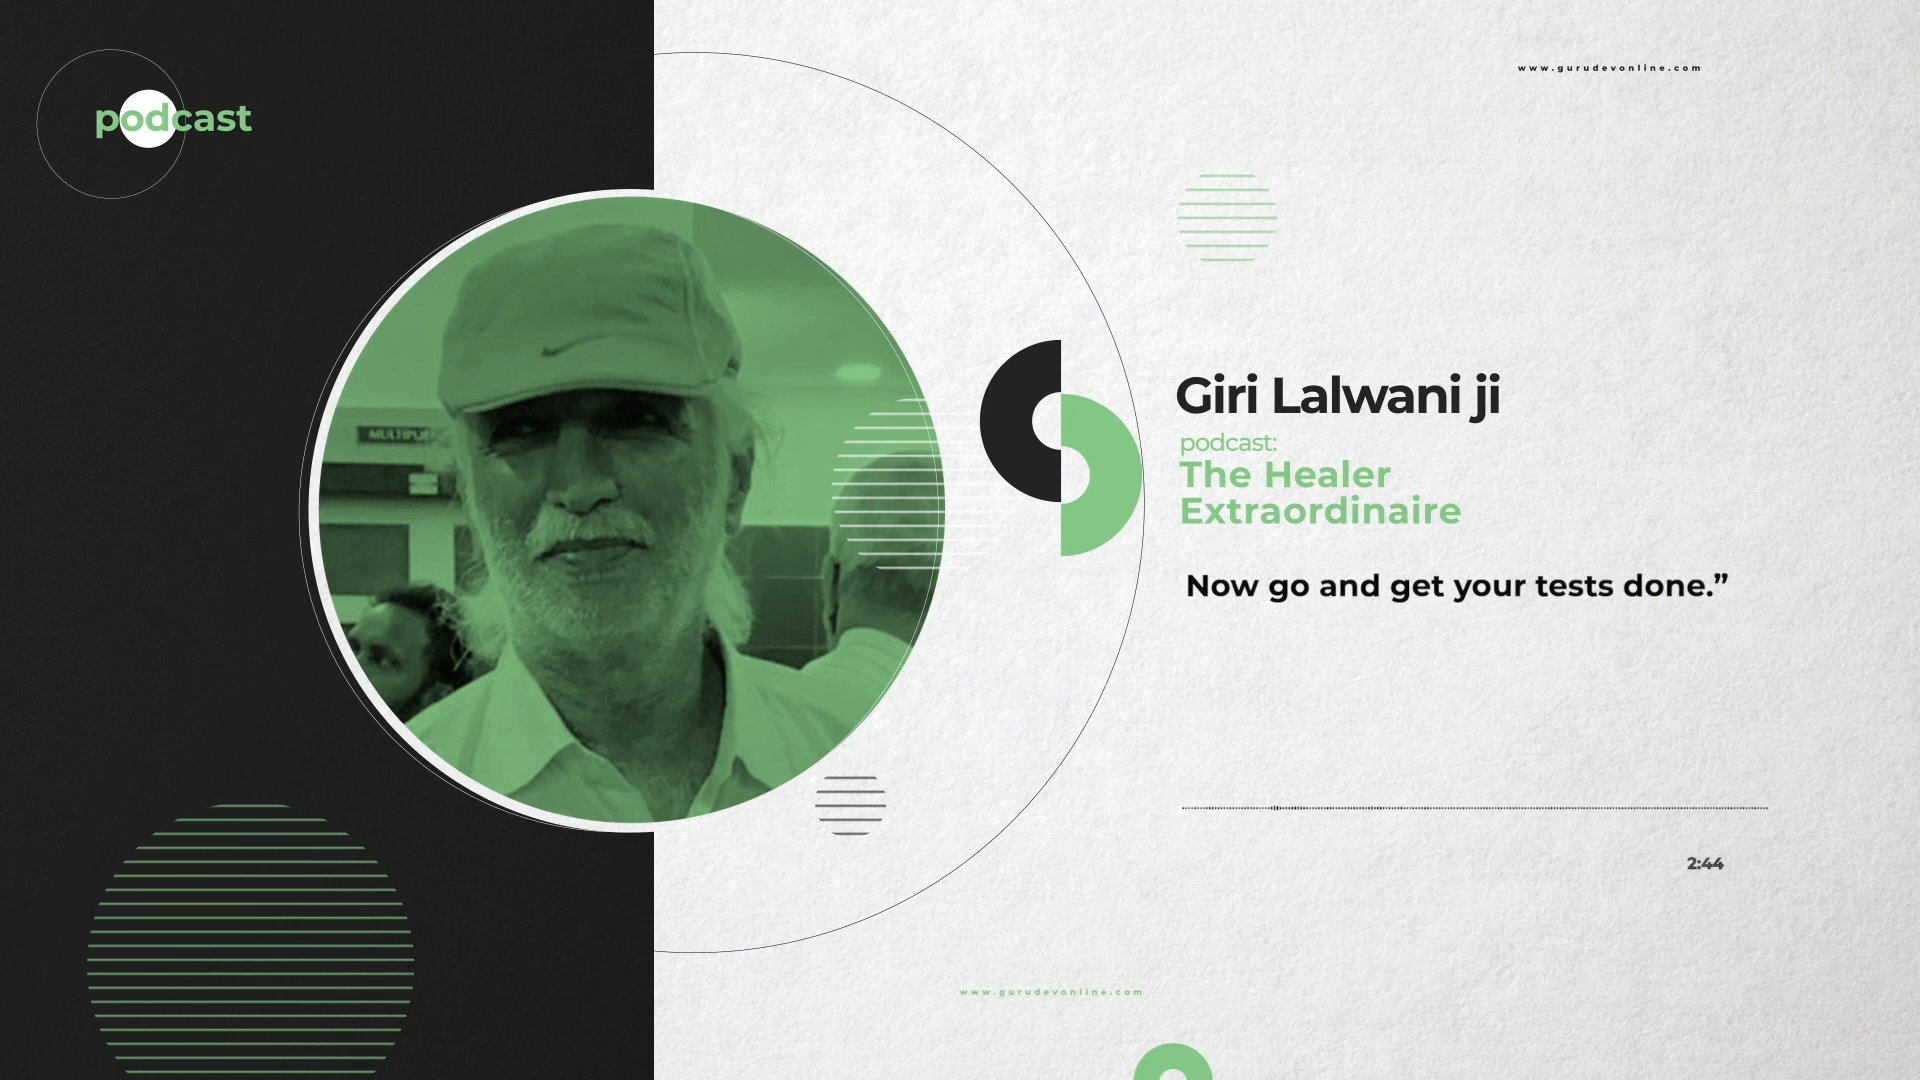 podcast
www.gurudevonline.com
MULTIPU
Giri Lalwani ji
podcast:
The Healer
Extraordinaire
Now go and get your tests done.”
2:44
www.gurudevonline.com